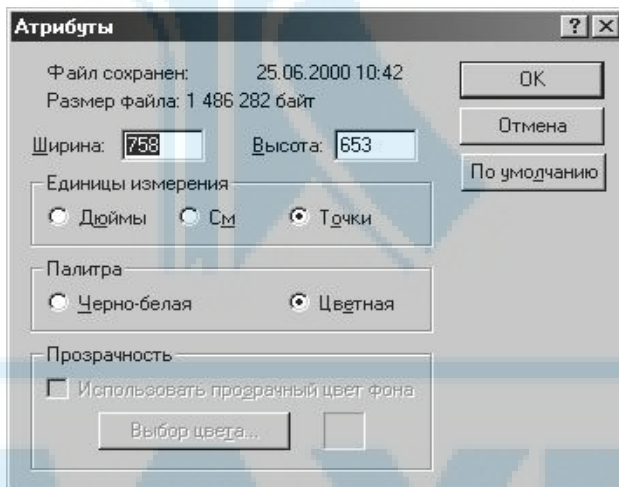 Атрибуты
Файл сохранен: 25.06.2000 10:42
Размер файла: 1 486 282 байт
Ширина: 758 Высота: 653
Единицы измерения
Дюймы См Точки
Палитра
Черно-белая Цветная
Прозрачность
Использовать прозрачный цвет фона
Выбор цвета...
OK
Отмена
По умолчанию